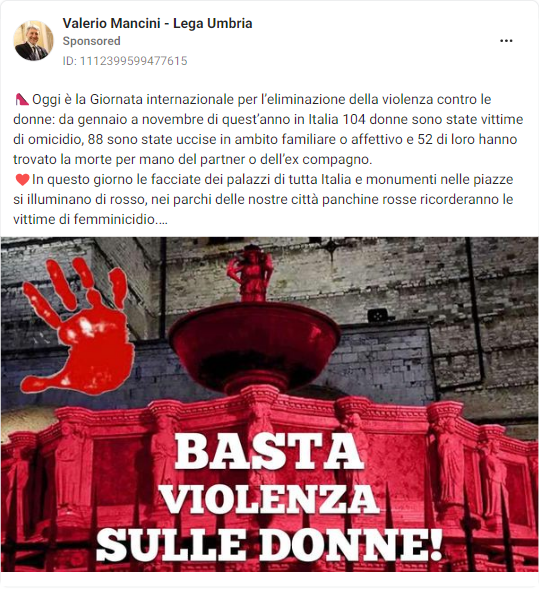 Valerio Mancini - Lega Umbria
Sponsored
ID: 1112399599477615
👠Oggi è la Giornata internazionale per l'eliminazione della violenza contro le
donne: da gennaio a novembre di quest'anno in Italia 104 donne sono state vittime
di omicidio, 88 sono state uccise in ambito familiare o affettivo e 52 di loro hanno
trovato la morte per mano del partner o dell'ex compagno.
❤️In questo giorno le facciate dei palazzi di tutta Italia e monumenti nelle piazze
si illuminano di rosso, nei parchi delle nostre città panchine rosse ricorderanno le
vittime di femminicidio....
BASTA
VIOLENZA
SULLE DONNE!